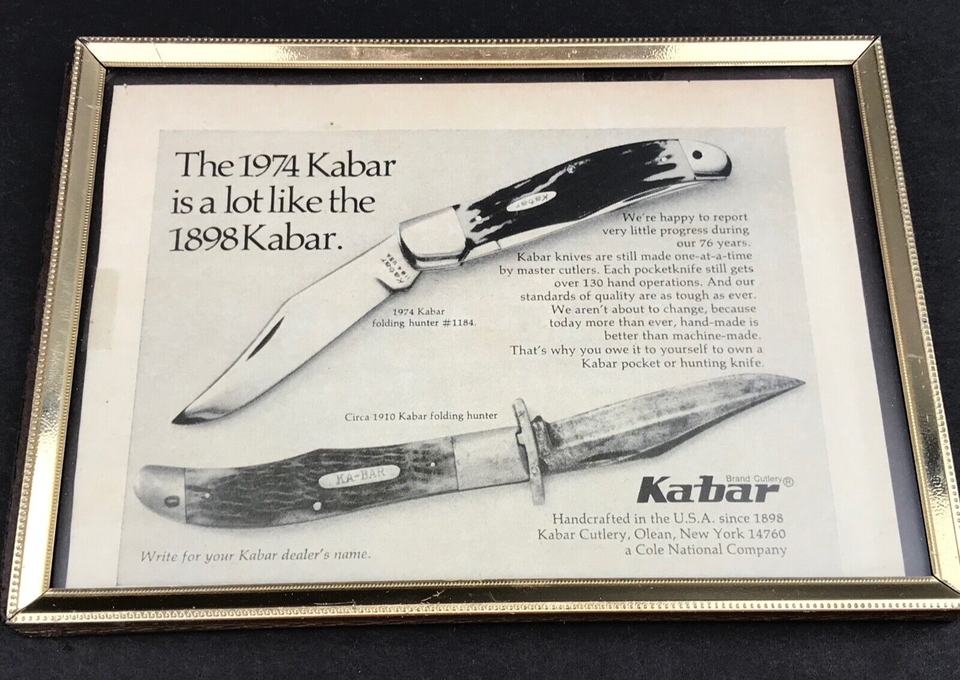 The 1974 Kabar
is a lot like the
1898 Kabar.
Kabar
We're happy to report
very little progress during
our 76 years.
Kabar knives are still made one-at-a-time
by master cutlers. Each pocketknife still gets
over 130 hand operations. And our
standards of quality are as tough as ever.
We aren't about to change, because
today more than ever, hand-made is
better than machine-made.
That's why you owe it to yourself to own a
Kabar pocket or hunting knife.
Kabar
U.S.A.
1974 Kabar
folding hunter #1184.
Circa 1910 Kabar folding hunter
KA-BAR
Brand Cutlery
Kabar®
Handcrafted in the U.S.A. since 1898
Kabar Cutlery, Olean, New York 14760
a Cole National Company
Write for your Kabar dealer's name.